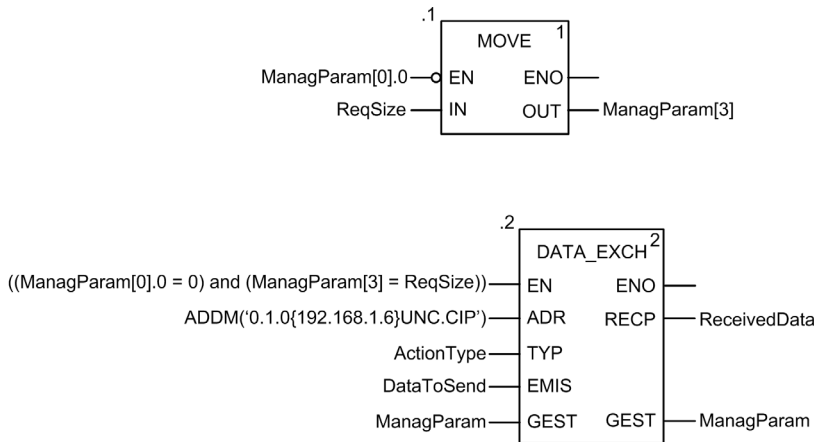 .1
1
MOVE
ManagParam[0].0 EN ENO
ReqSize IN OUT ManagParam[3]
.2
2
DATA_EXCH
((ManagParam[0].0 = 0) and (ManagParam[3] = ReqSize)) EN ENO
ADDM(‘0.1.0{192.168.1.6}UNC.CIP’) ADR RECP ReceivedData
ActionType TYP
DataToSend EMIS
ManagParam GEST GEST ManagParam